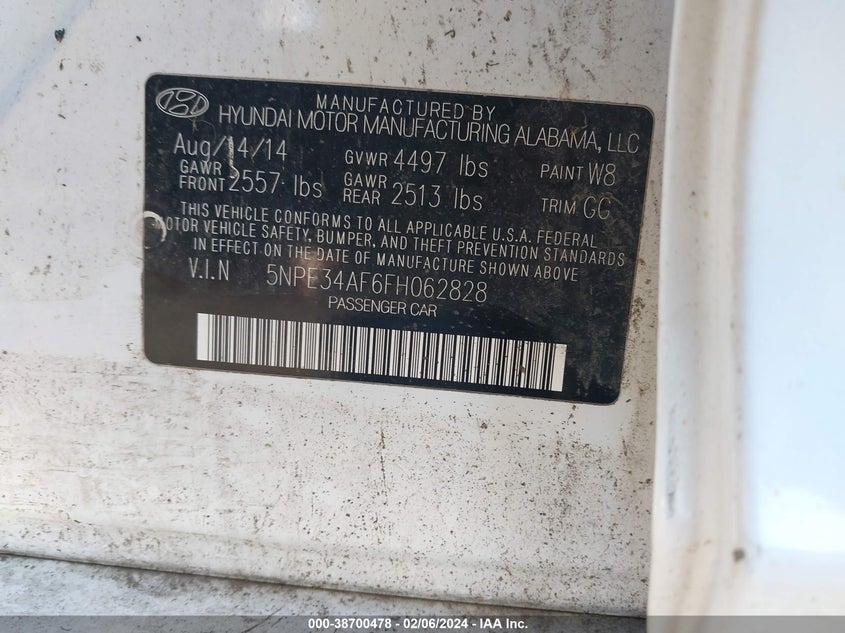 MANUFACTURED BY
HYUNDAI MOTOR MANUFACTURING ALABAMA, LLC
Aug/14/14 GVWR 4497 lbs PAINT W8
GAWR FRONT 2557 lbs GAWR REAR 2513 lbs TRIM GC
THIS VEHICLE CONFORMS TO ALL APPLICABLE U.S.A. FEDERAL
MOTOR VEHICLE SAFETY, BUMPER, AND THEFT PREVENTION STANDARDS
IN EFFECT ON THE DATE OF MANUFACTURE SHOWN ABOVE
V.I.N 5NPE34AF6FH062828
PASSENGER CAR
000-38700478 - 02/06/2024 - IAA Inc.